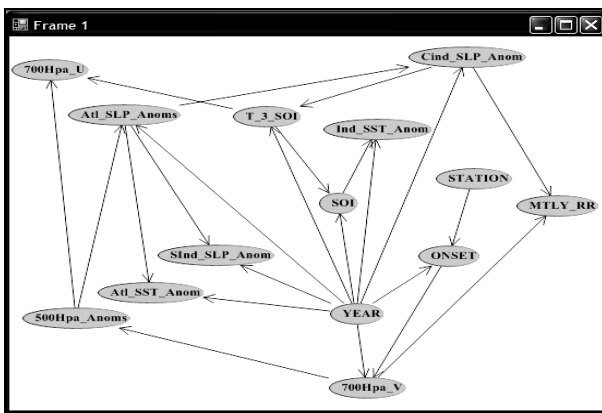 Frame 1
Cind_SLP_Anom
700Hpa_U
Atl_SLP_Anoms
T_3_SOI
Ind_SST_Anom
STATION
SOI
MTLY_RR
SInd_SLP_Anom
ONSET
Atl_SST_Anom
500Hpa_Anoms
YEAR
700Hpa_V